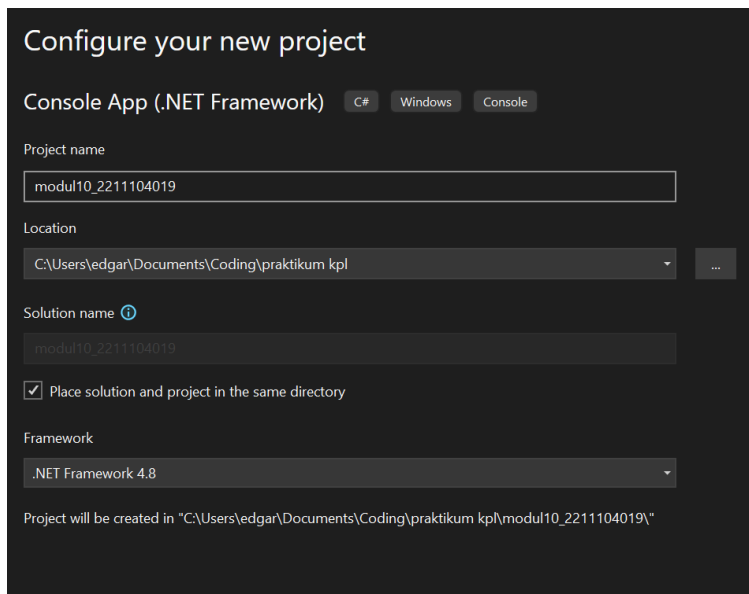 Configure your new project
Console App (.NET Framework) C# Windows Console
Project name
modul10_2211104019
Location
C:\Users\edgar\Documents\Coding\praktikum kpl
...
Solution name
modul10_2211104019
Place solution and project in the same directory
Framework
.NET Framework 4.8
Project will be created in "C:\Users\edgar\Documents\Coding\praktikum kpl\modul10_2211104019\"